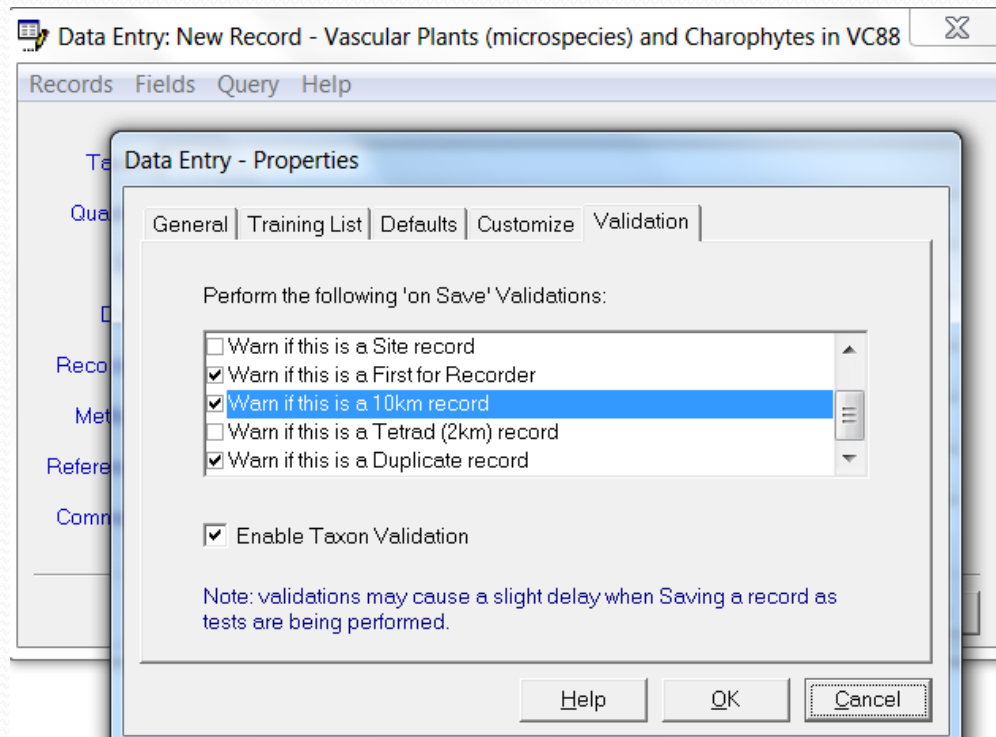 Data Entry: New Record - Vascular Plants (microspecies) and Charophytes in VC88
Records Fields Query Help
Data Entry - Properties
General Training List Defaults Customize Validation
Perform the following 'on Save' Validations:
Warn if this is a Site record
Warn if this is a First for Recorder
Warn if this is a 10km record
Warn if this is a Tetrad (2km) record
Warn if this is a Duplicate record
Enable Taxon Validation
Note: validations may cause a slight delay when Saving a record as
tests are being performed.
Help OK Cancel